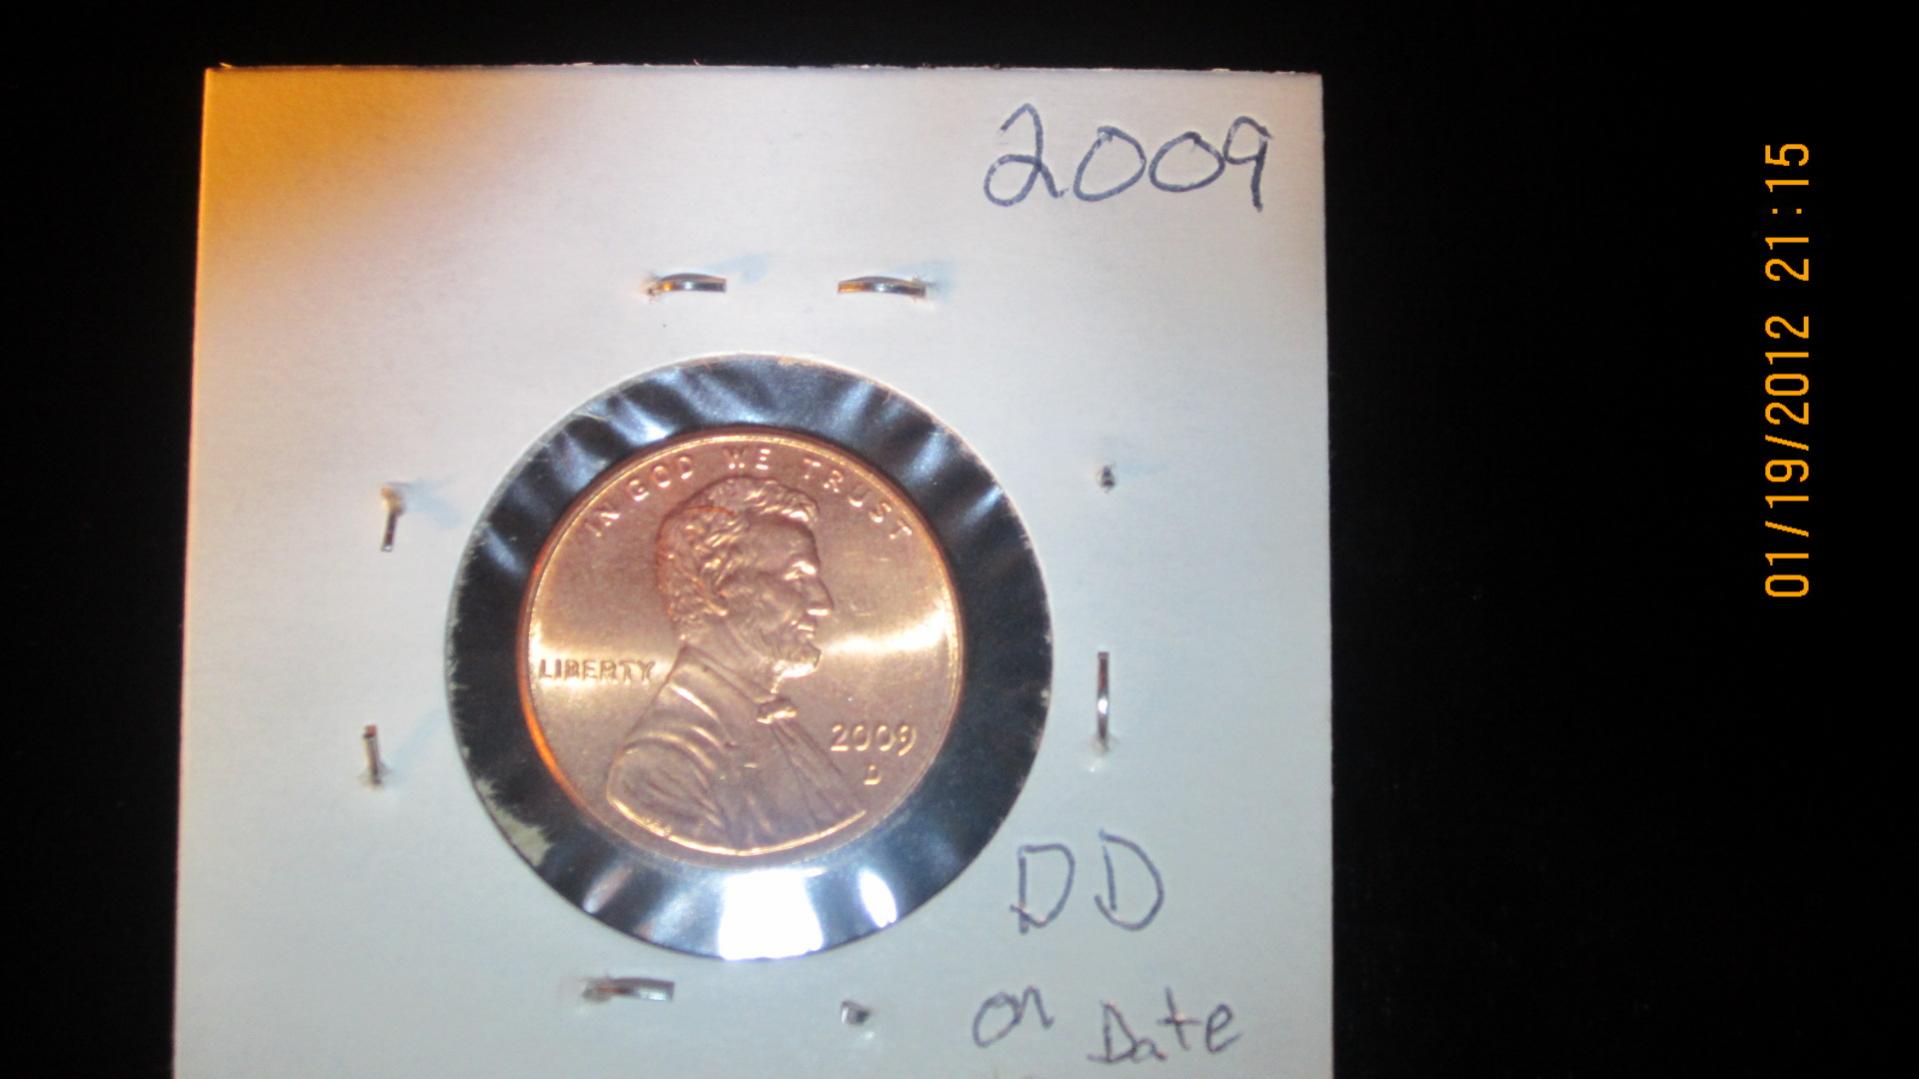 2009
IN GOD WE TRUST
LIBERTY
2009
D
DD
on Date
01/19/2012 21:15